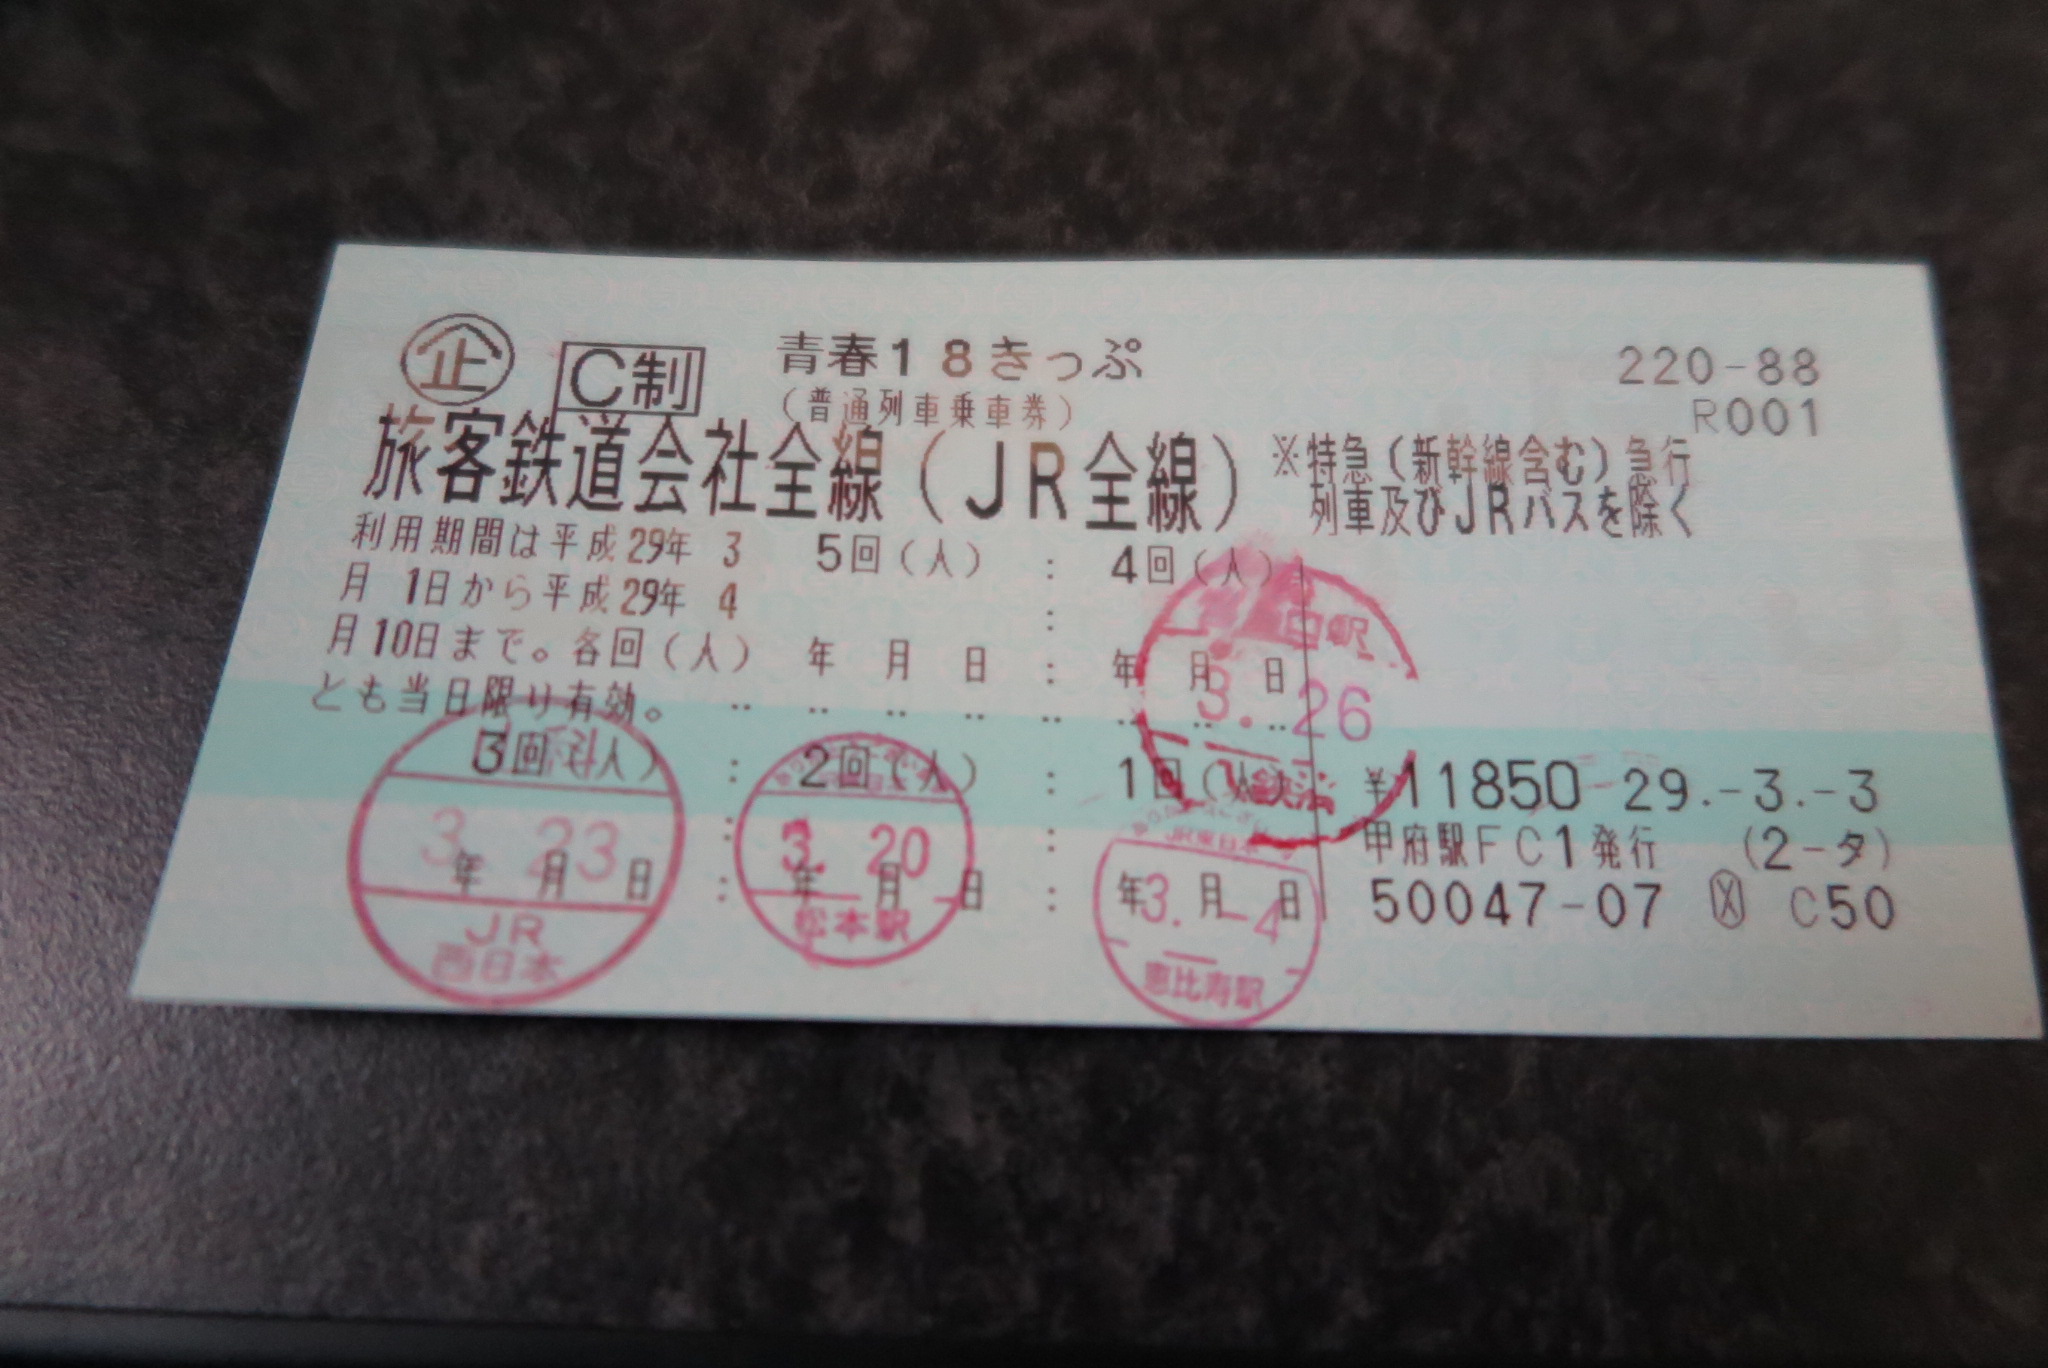 企 C制 青春18きっぷ 220-88
(普通列車乗車券) R001
旅客鉄道会社全線(JR全線) ※特急(新幹線含む)急行
列車及びJRバスを除く
利用期間は平成29年 3
月 1日から平成29年 4
月10日まで。各回(人)
とも当日限り有効。
5回(人) : 4回(人)
:
年 月 日 : 年 月 日
口駅
3. 26
3回(人) : 2回(人) : 1回(人)
: :
年 月 日 : 年 月 日 : 年 月 日
3. 23
JR
西日本
3. 20
松本駅
JR東日本
3. -4
恵比寿駅
¥11850 29.-3.-3
甲府駅FC1発行 (2-タ)
50047-07 X C50